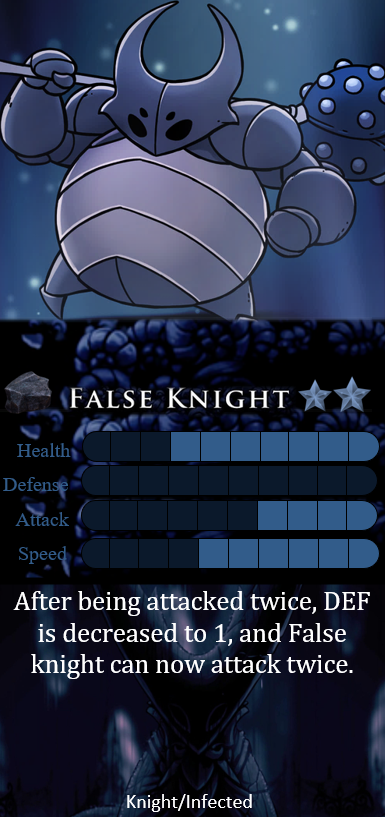 FALSE KNIGHT
Health
Defense
Attack
Speed
After being attacked twice, DEF
is decreased to 1, and False
knight can now attack twice.
Knight/Infected